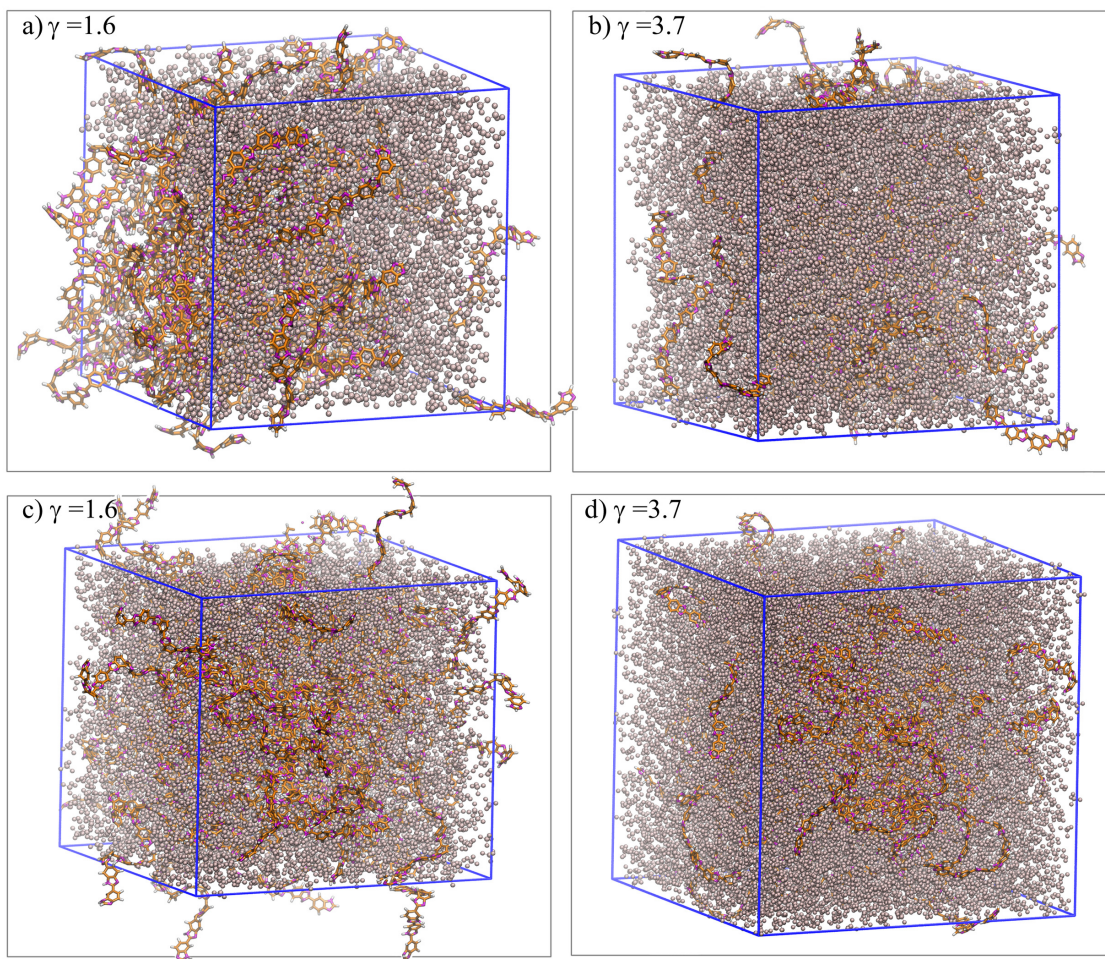 a) γ =1.6
b) γ =3.7
c) γ =1.6
d) γ =3.7